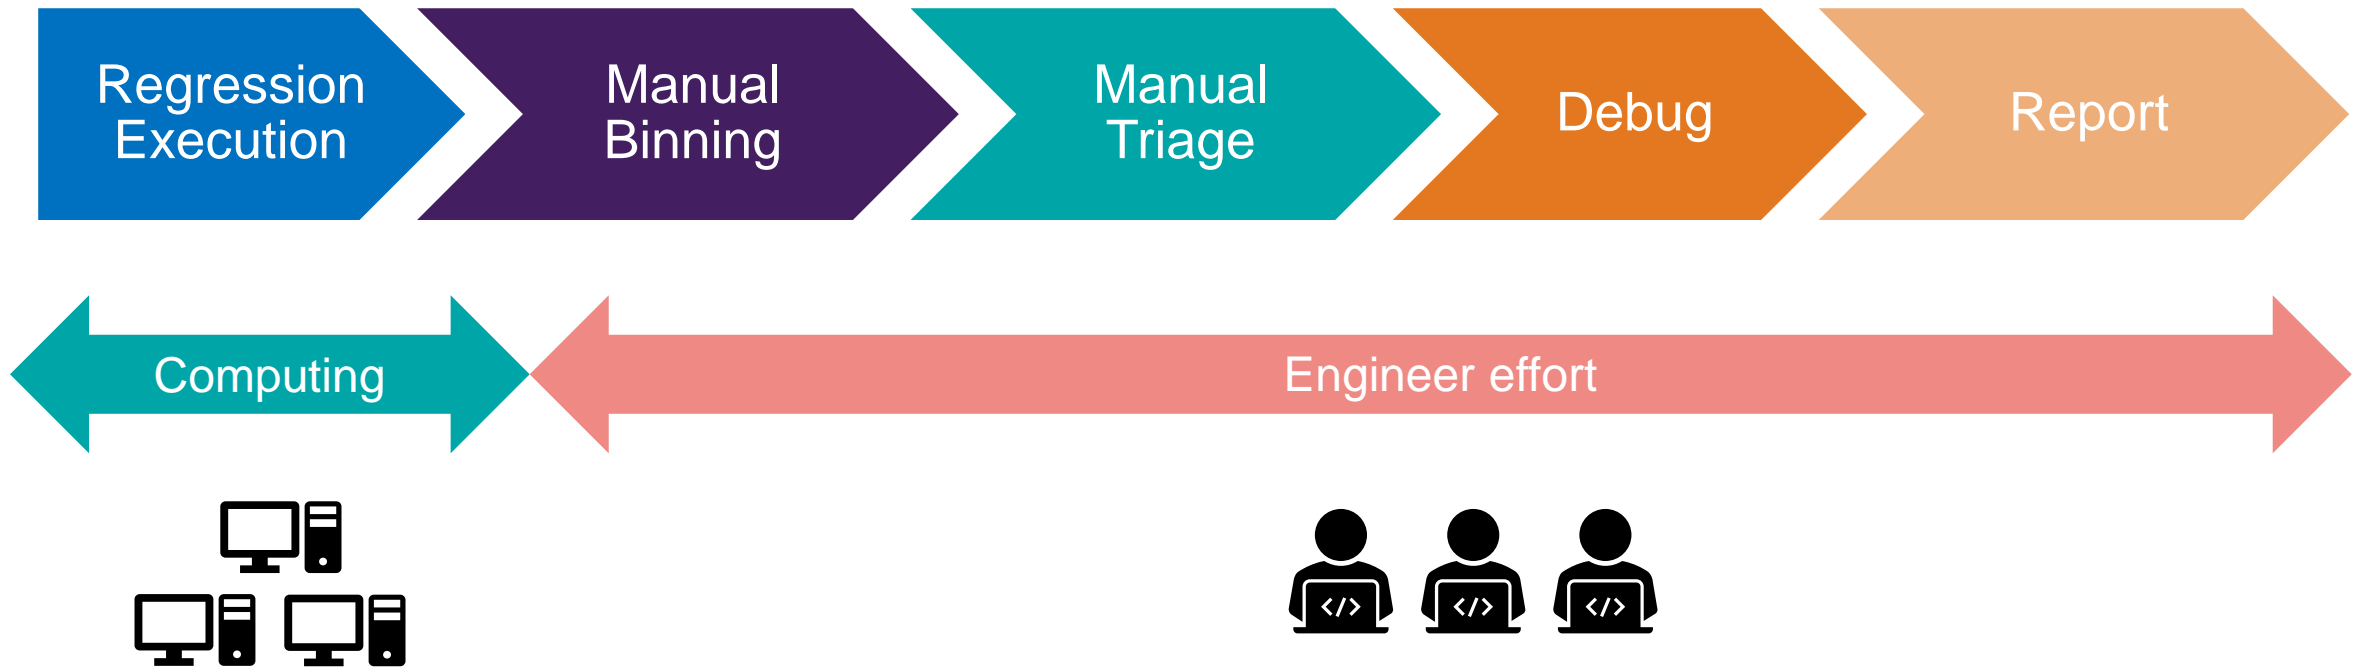 Regression
Execution
Manual
Binning
Manual
Triage
Debug
Report
Computing
Engineer effort
</>
</>
</>